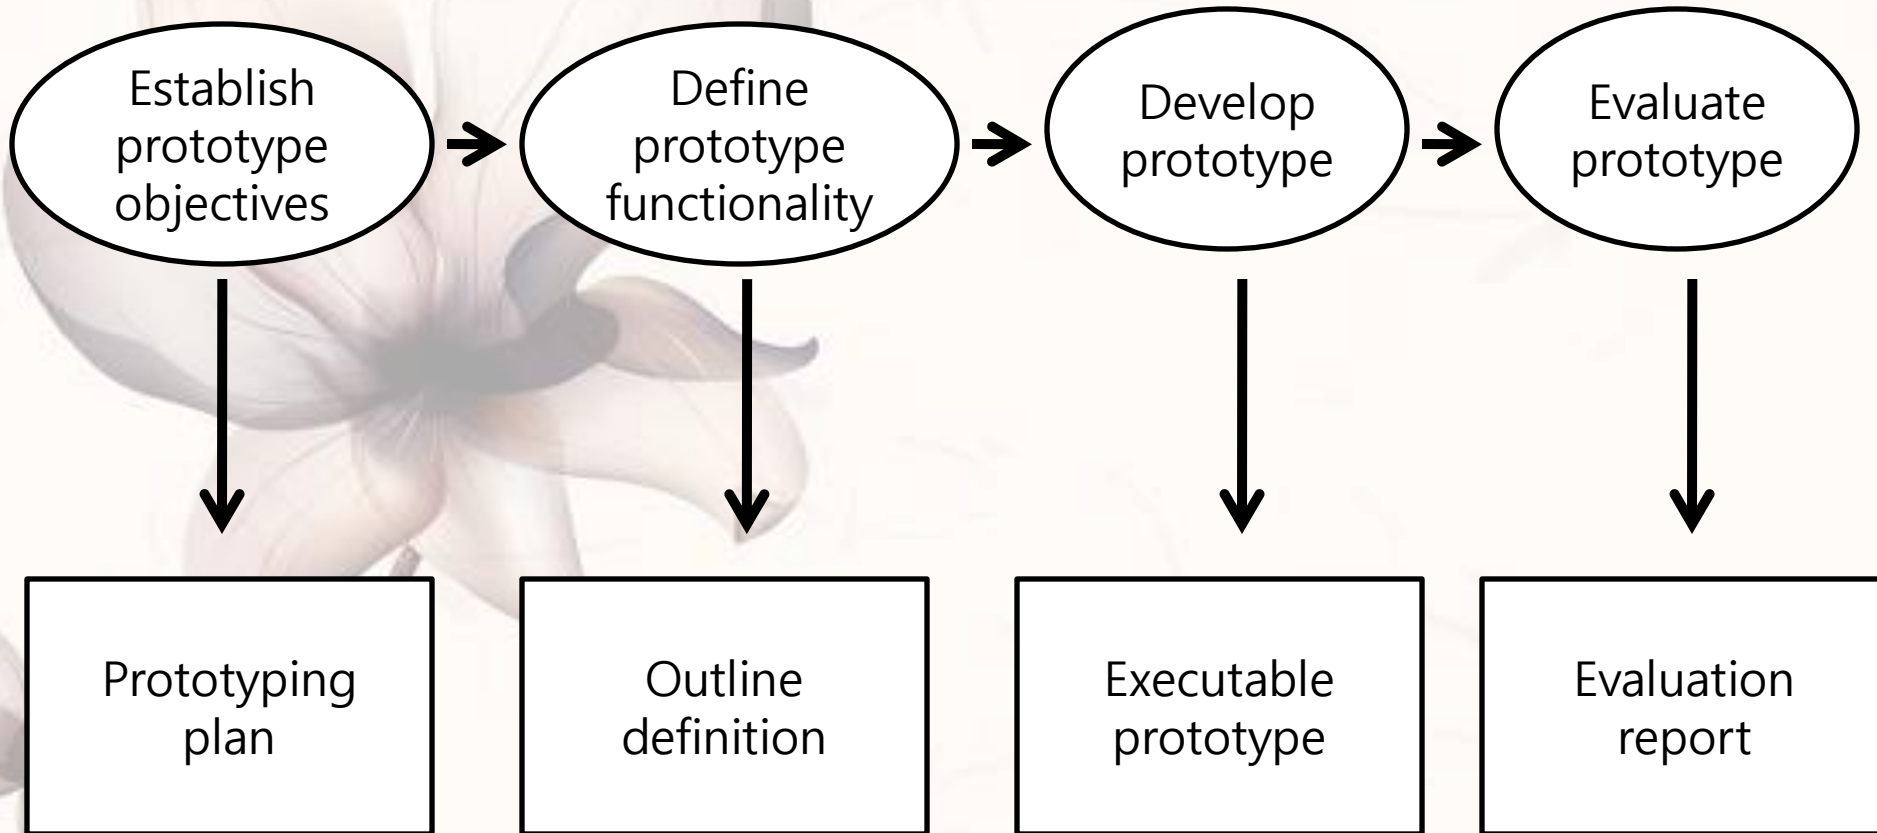 Establish
prototype
objectives
Define
prototype
functionality
Develop
prototype
Evaluate
prototype
Prototyping
plan
Outline
definition
Executable
prototype
Evaluation
report